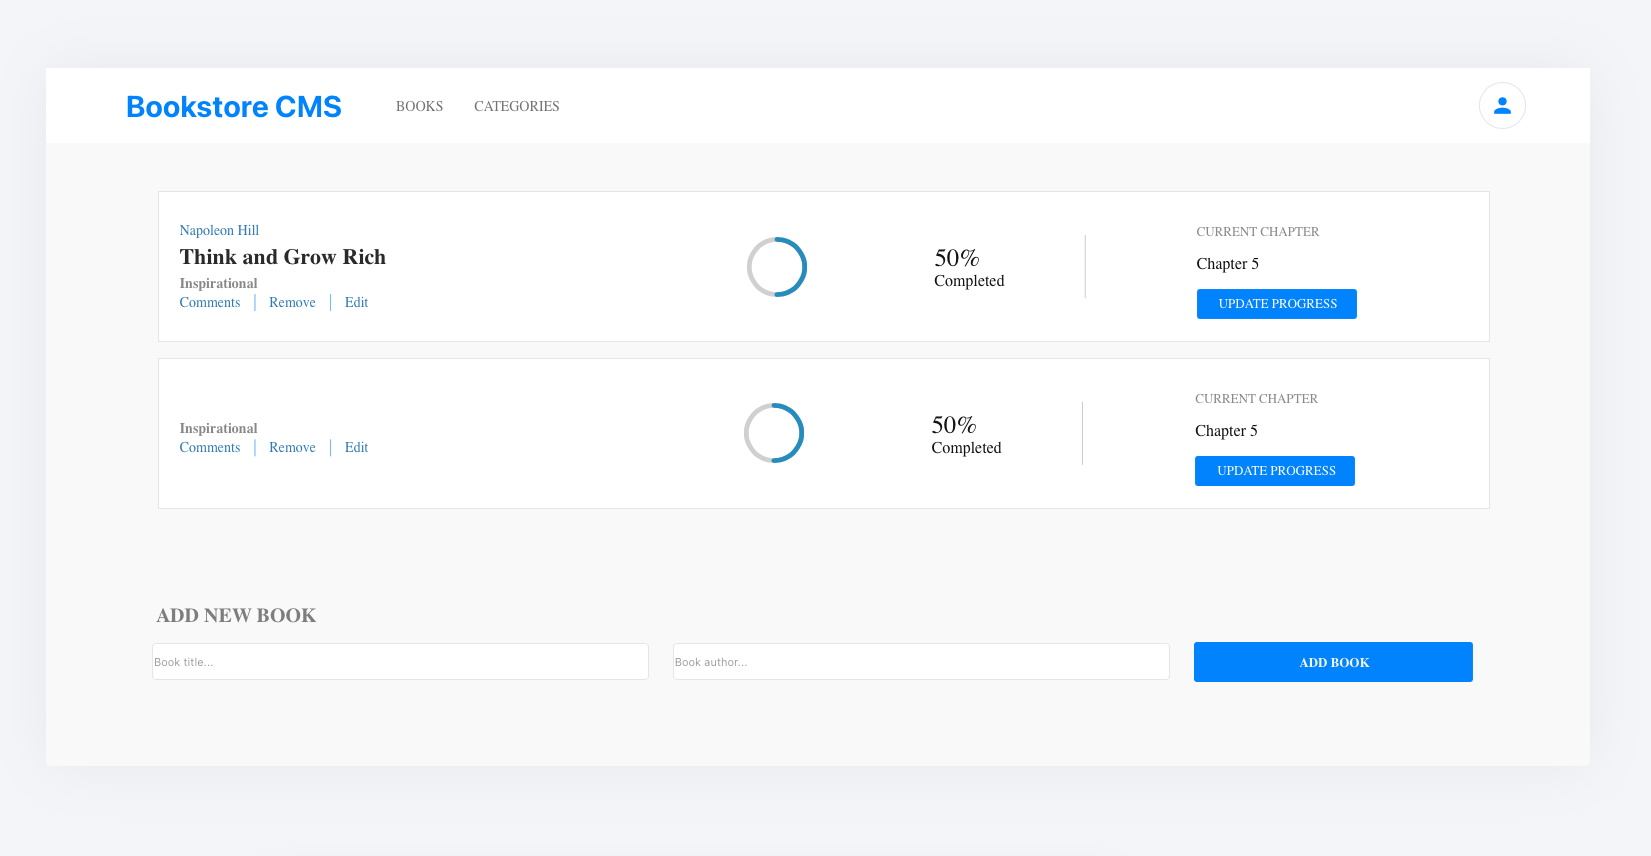 Bookstore CMS BOOKS CATEGORIES
Napoleon Hill
Think and Grow Rich
Inspirational
Comments Remove Edit
50%
Completed
CURRENT CHAPTER
Chapter 5
UPDATE PROGRESS
Inspirational
Comments Remove Edit
50%
Completed
CURRENT CHAPTER
Chapter 5
UPDATE PROGRESS
ADD NEW BOOK
Book title... Book author... ADD BOOK